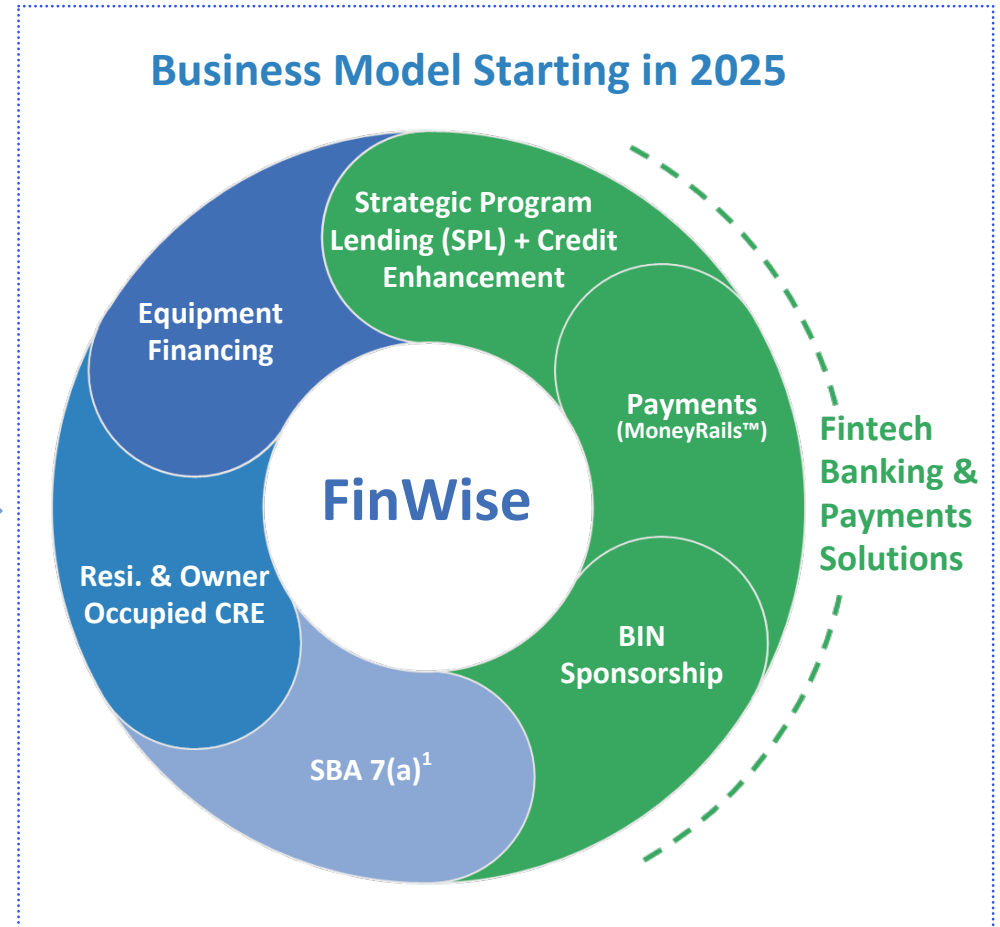 Business Model Starting in 2025
Strategic Program
Lending (SPL) + Credit
Enhancement
Equipment
Financing
Payments
(MoneyRails™)
Fintech
Banking &
Payments
Solutions
FinWise
Resi. & Owner
Occupied CRE
BIN
Sponsorship
SBA 7(a)¹